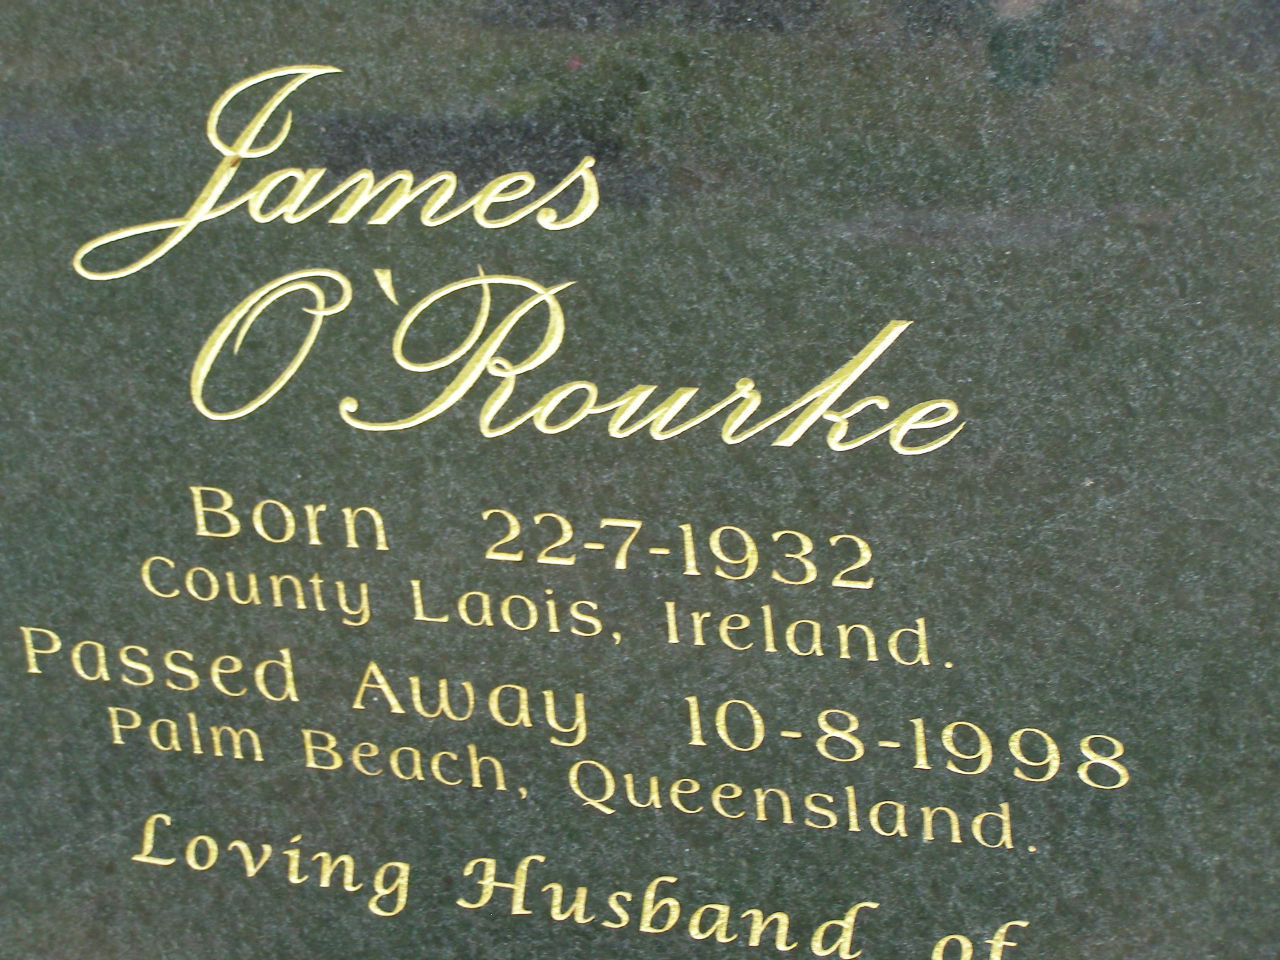 James
O`Rourke
Born 22-7-1932
County Laois, Ireland.
Passed Away 10-8-1998
Palm Beach, Queensland.
Loving Husband of